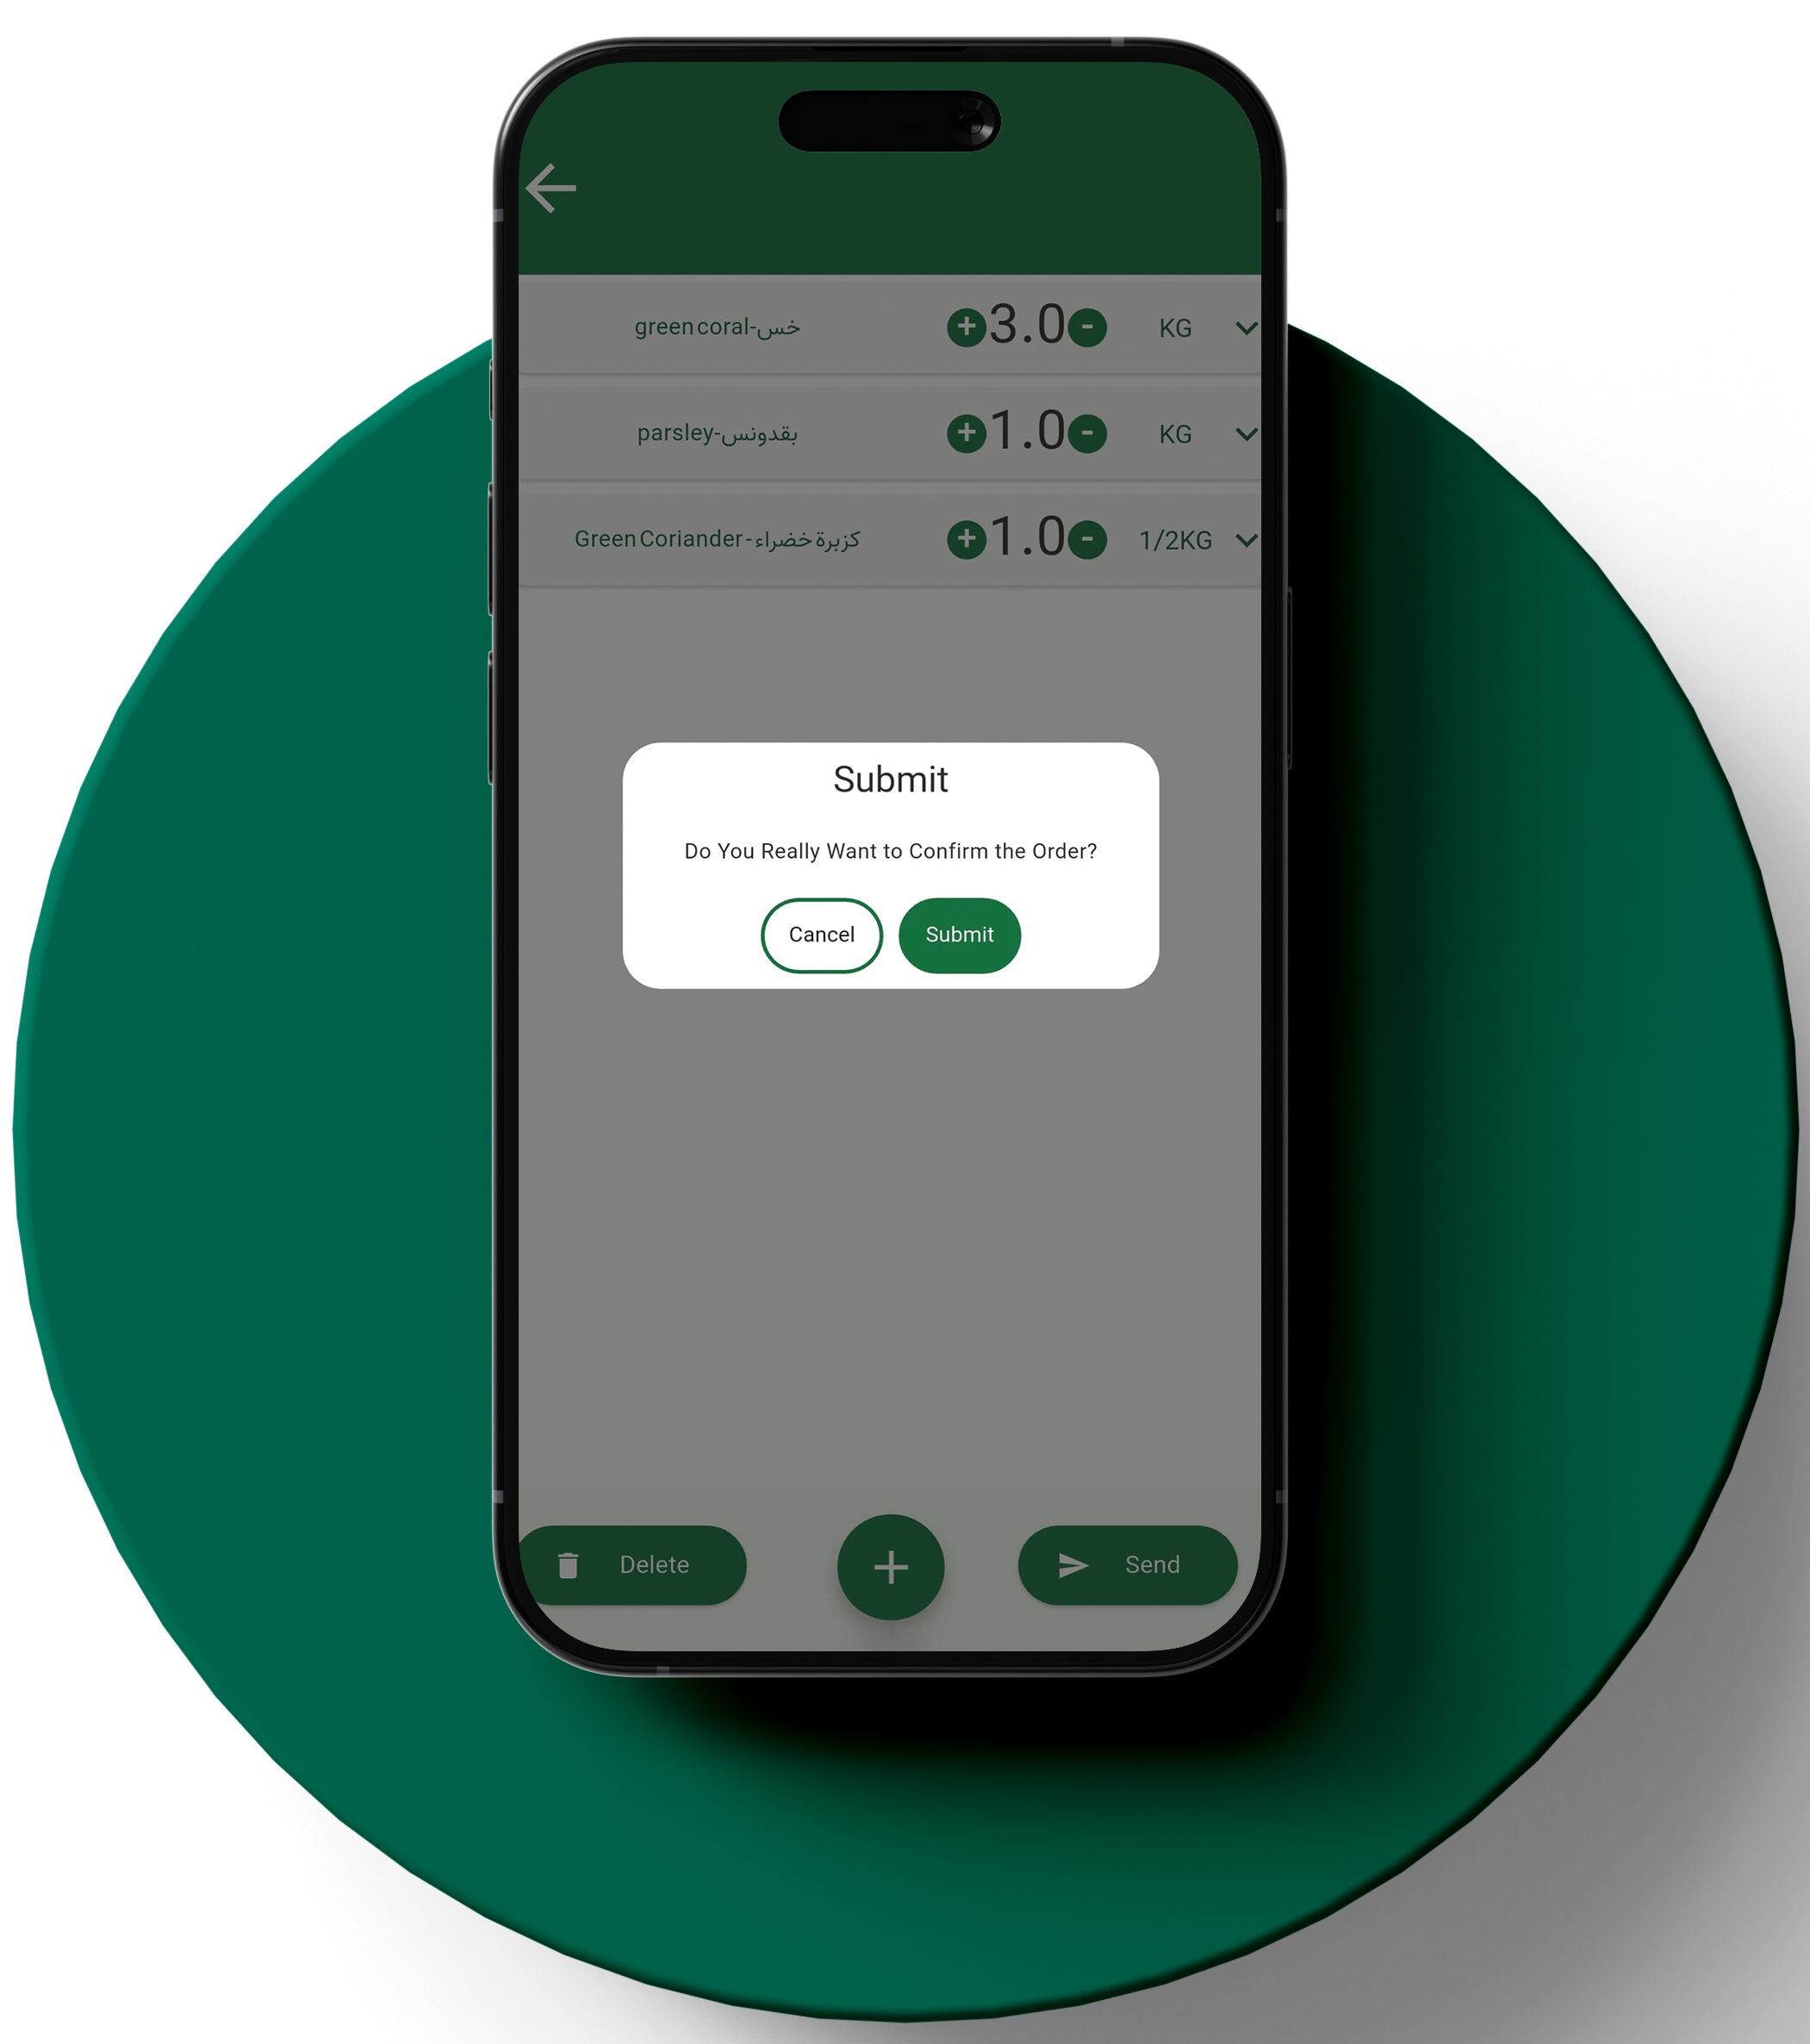 green coral-خس +3.0- KG
parsley-بقدونس +1.0- KG
Green Coriander-كزبرة خضراء +1.0- 1/2KG
Submit
Do You Really Want to Confirm the Order?
Cancel Submit
Delete + Send